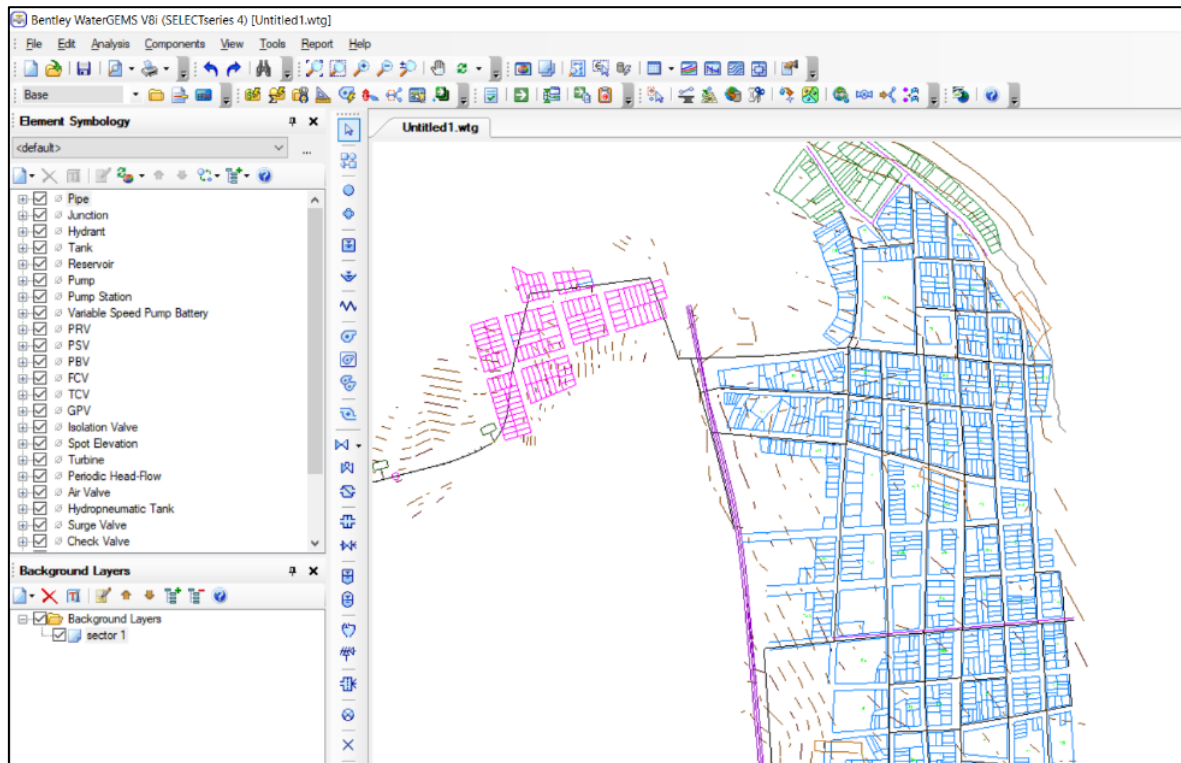 Bentley WaterGEMS V8i (SELECTseries 4) [Untitled1.wtg]
File Edit Analysis Components View Tools Report Help
Base
Element Symbology
Untitled1.wtg
<default>
...
Pipe
Junction
Hydrant
Tank
Reservoir
Pump
Pump Station
Variable Speed Pump Battery
PRV
PSV
PBV
FCV
TCV
GPV
Isolation Valve
Spot Elevation
Turbine
Periodic Head-Flow
Air Valve
Hydropneumatic Tank
Surge Valve
Check Valve
Background Layers
Background Layers
sector 1